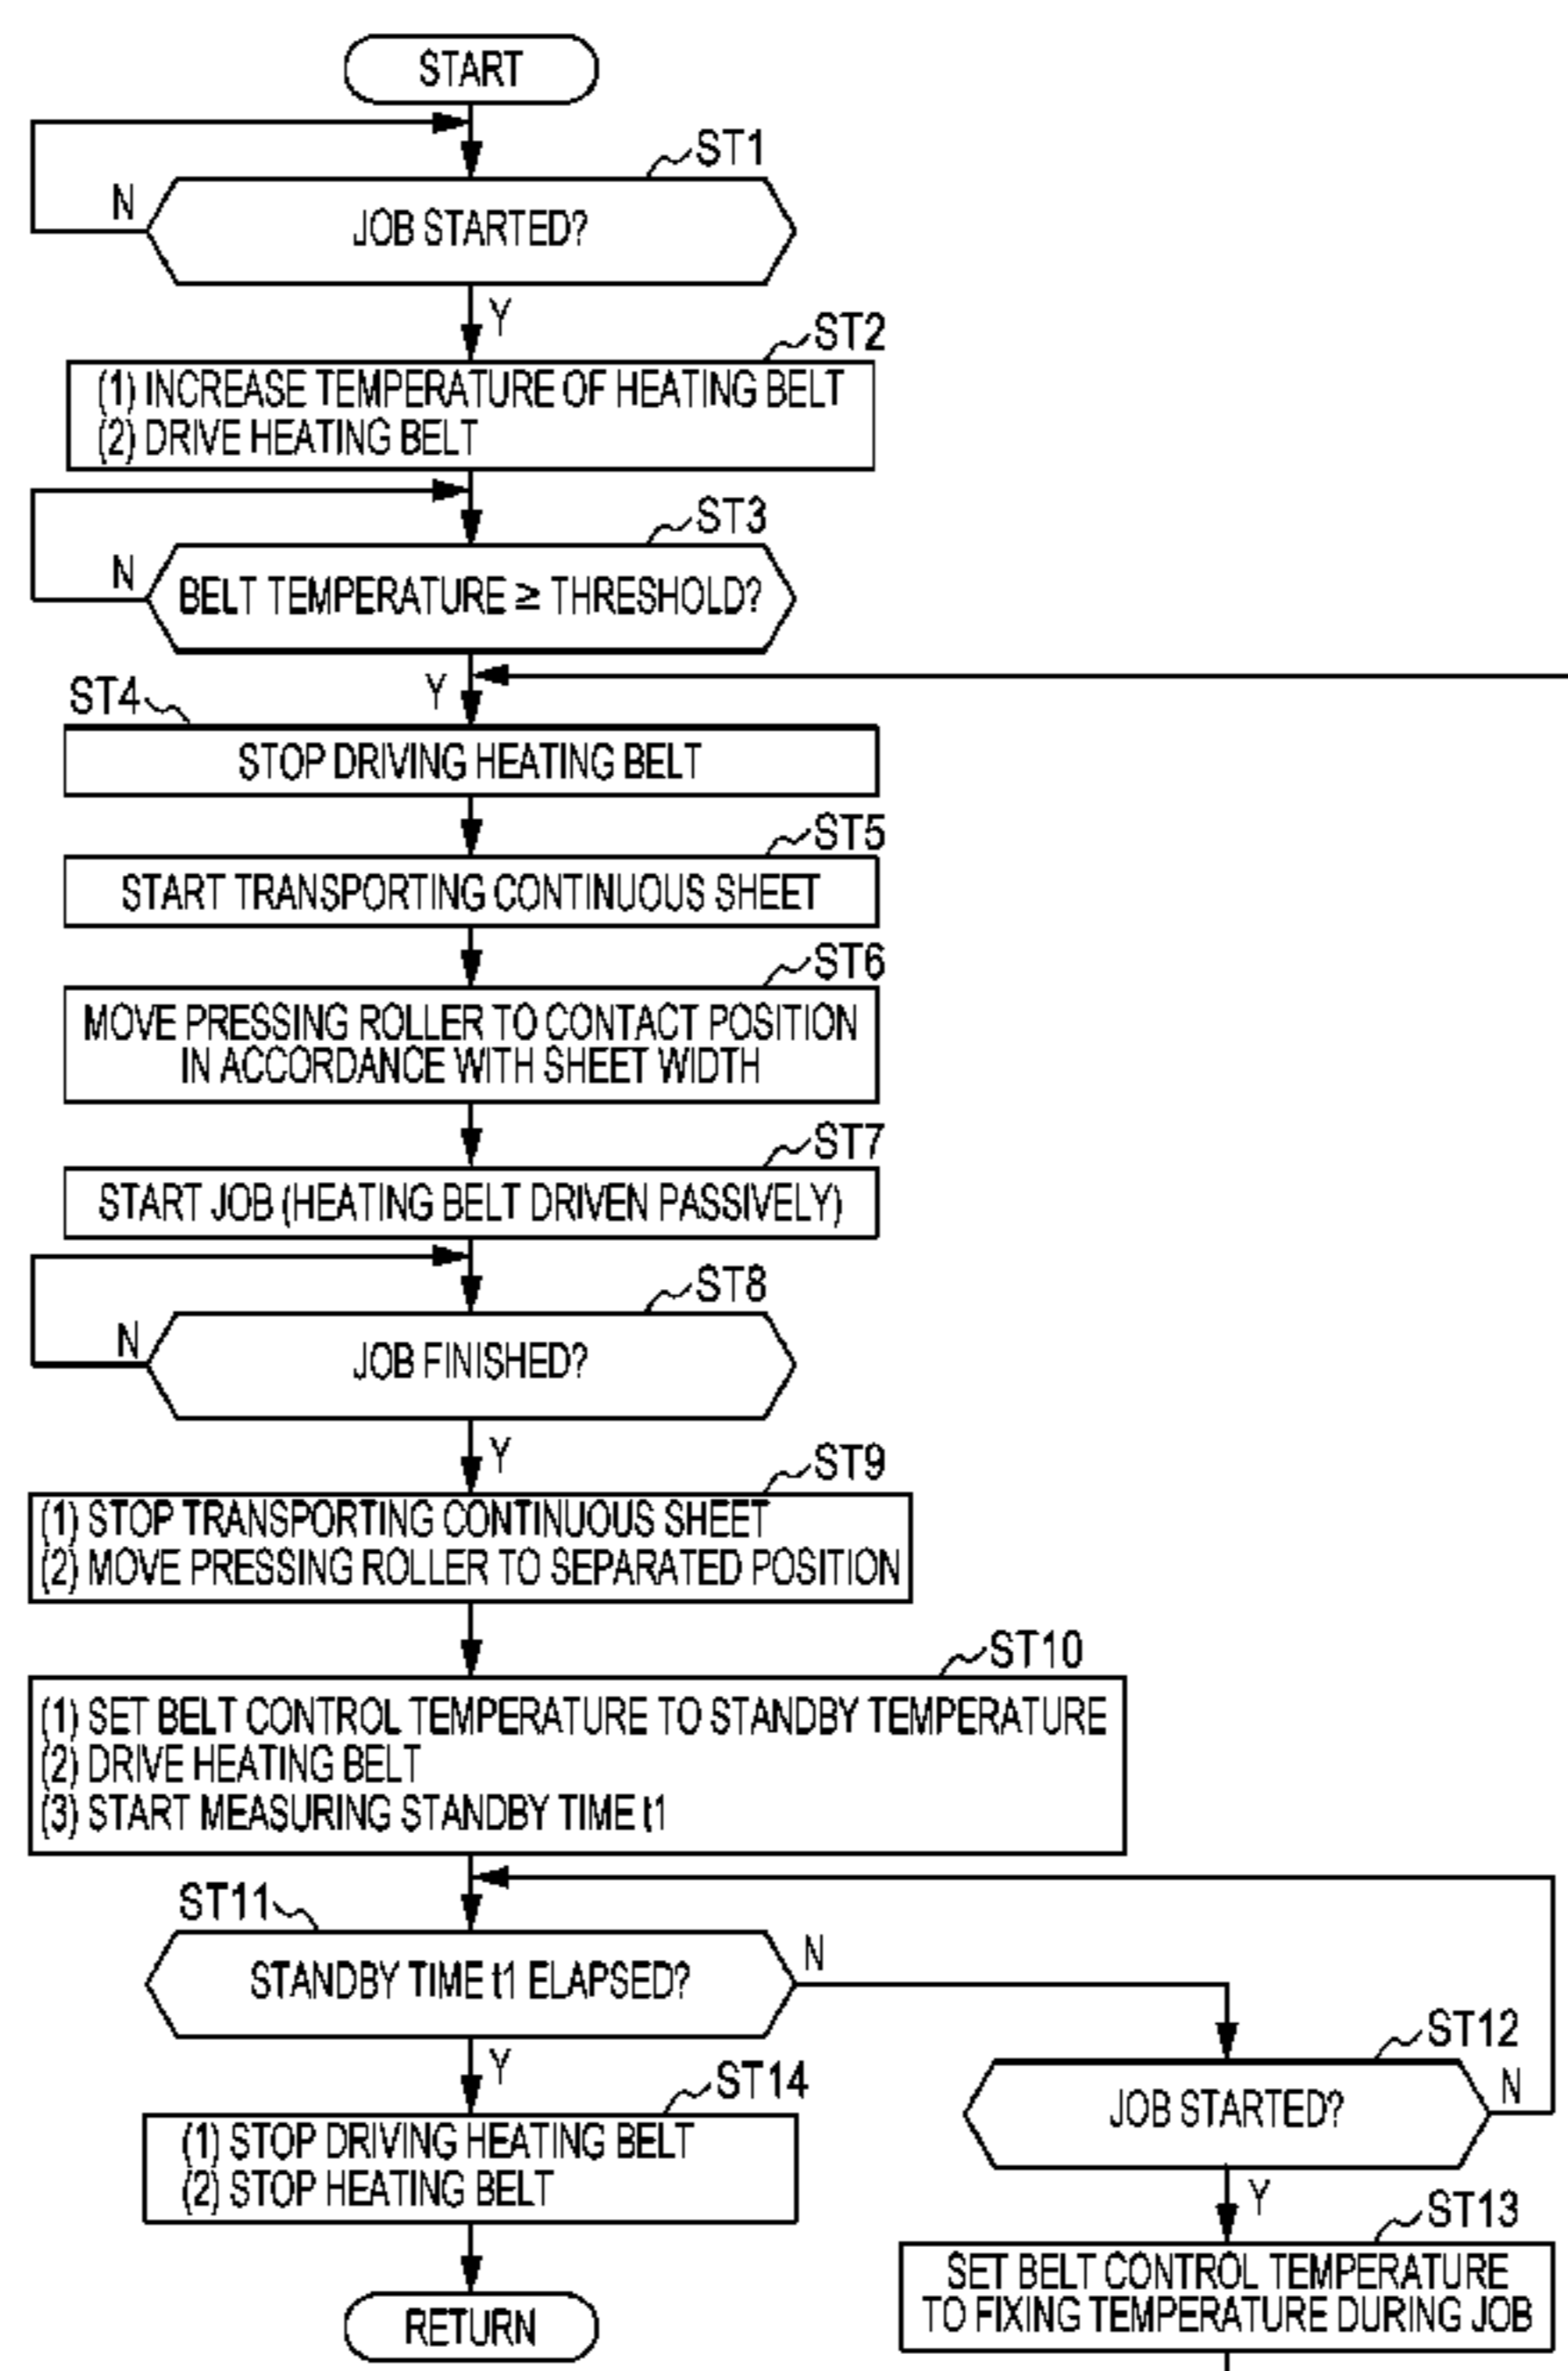 START
ST1
N
JOB STARTED?
Y
ST2
(1) INCREASE TEMPERATURE OF HEATING BELT
(2) DRIVE HEATING BELT
ST3
N
BELT TEMPERATURE ≥ THRESHOLD?
Y
ST4
STOP DRIVING HEATING BELT
ST5
START TRANSPORTING CONTINUOUS SHEET
ST6
MOVE PRESSING ROLLER TO CONTACT POSITION
IN ACCORDANCE WITH SHEET WIDTH
ST7
START JOB (HEATING BELT DRIVEN PASSIVELY)
ST8
N
JOB FINISHED?
Y
ST9
(1) STOP TRANSPORTING CONTINUOUS SHEET
(2) MOVE PRESSING ROLLER TO SEPARATED POSITION
ST10
(1) SET BELT CONTROL TEMPERATURE TO STANDBY TEMPERATURE
(2) DRIVE HEATING BELT
(3) START MEASURING STANDBY TIME t1
ST11
STANDBY TIME t1 ELAPSED?
N
Y
ST12
JOB STARTED?
N
Y
ST14
(1) STOP DRIVING HEATING BELT
(2) STOP HEATING BELT
ST13
SET BELT CONTROL TEMPERATURE
TO FIXING TEMPERATURE DURING JOB
RETURN